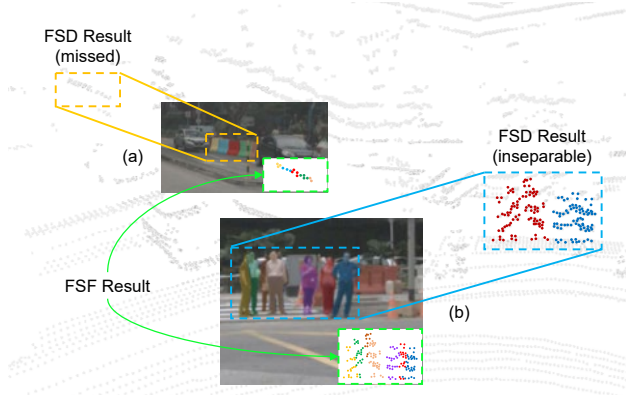 FSD Result
(missed)
(a)
FSD Result
(inseparable)
FSF Result
(b)